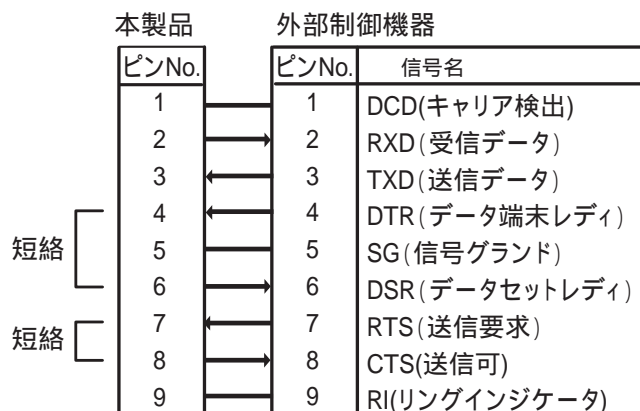 本製品 外部制御機器
ピンNo. ピンNo. 信号名
1 1 DCD(キャリア検出)
2 2 RXD(受信データ)
3 3 TXD(送信データ)
4 4 DTR(データ端末レディ)
短絡 5 5 SG(信号グランド)
6 6 DSR(データセットレディ)
7 7 RTS(送信要求)
短絡
8 8 CTS(送信可)
9 9 RI(リングインジケータ)